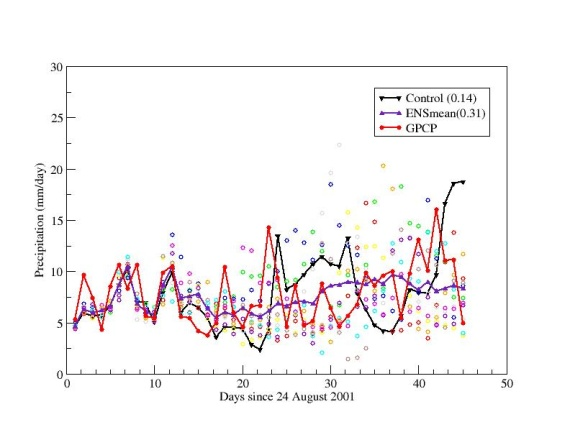 30
25
20
15
10
5
0
Precipitation (mm/day)
Control (0.14)
ENSmean(0.31)
GPCP
0 10 20 30 40 50
Days since 24 August 2001